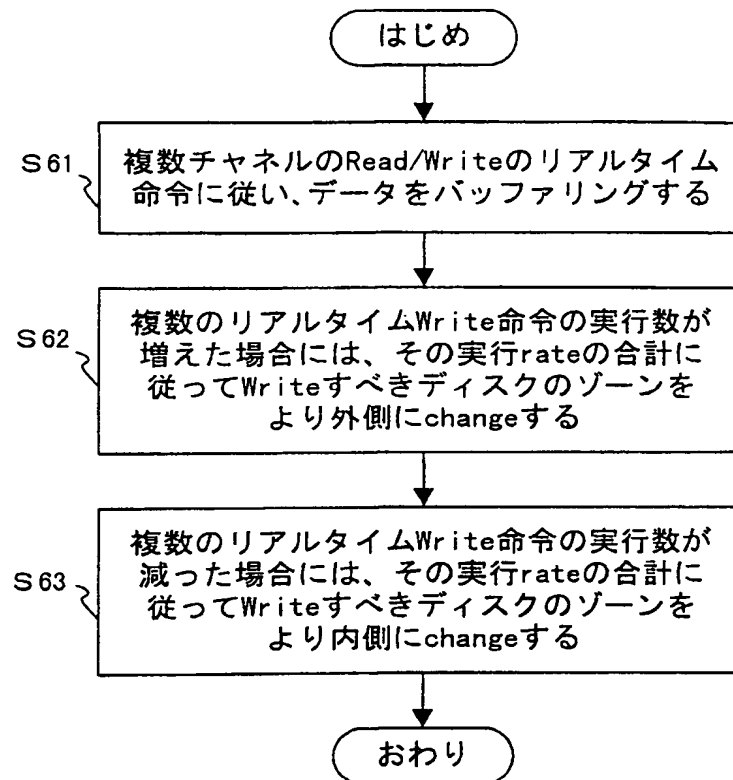 はじめ
S61
複数チャネルのRead/Writeのリアルタイム
命令に従い、データをバッファリングする
S62
複数のリアルタイムWrite命令の実行数が
増えた場合には、その実行rateの合計に
従ってWriteすべきディスクのゾーンを
より外側にchangeする
S63
複数のリアルタイムWrite命令の実行数が
減った場合には、その実行rateの合計に
従ってWriteすべきディスクのゾーンを
より内側にchangeする
おわり